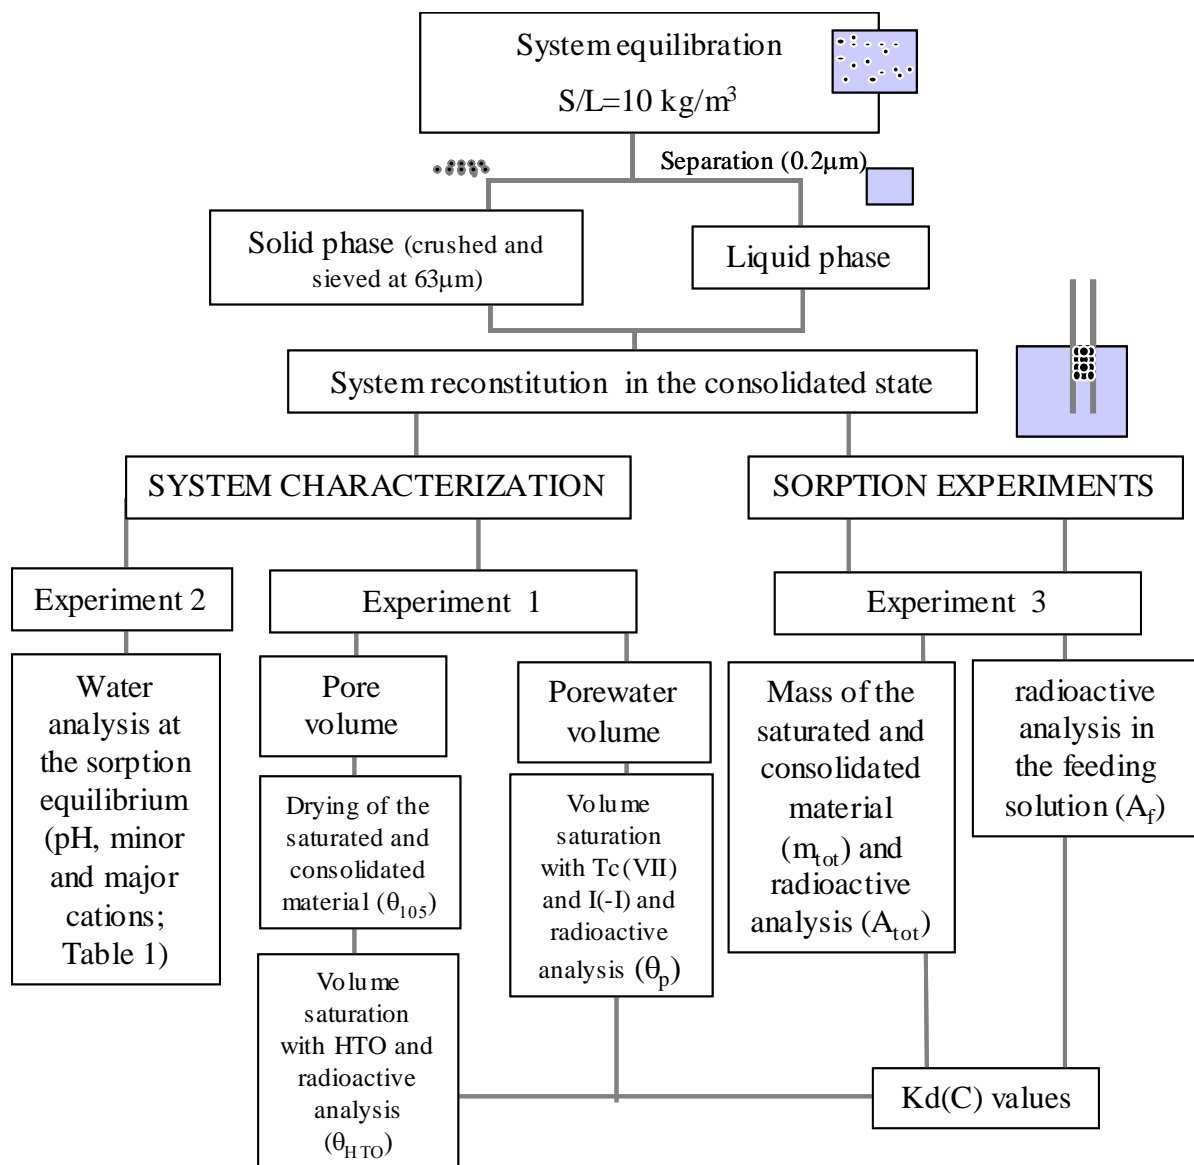 System equilibration
S/L=10 kg/m³
Separation (0.2μm)
Solid phase (crushed and
sieved at 63μm)
Liquid phase
System reconstitution in the consolidated state
SYSTEM CHARACTERIZATION
SORPTION EXPERIMENTS
Experiment 2
Experiment 1
Experiment 3
Water
analysis at
the sorption
equilibrium
(pH, minor
and major
cations;
Table 1)
Pore
volume
Drying of the
saturated and
consolidated
material (θ₁₀₅)
Volume
saturation
with HTO and
radioactive
analysis
(θ_HTO)
Porewater
volume
Volume
saturation
with Tc(VII)
and I(-I) and
radioactive
analysis (θₚ)
Mass of the
saturated and
consolidated
material
(m_tot) and
radioactive
analysis (A_tot)
radioactive
analysis in
the feeding
solution (A_f)
Kd(C) values